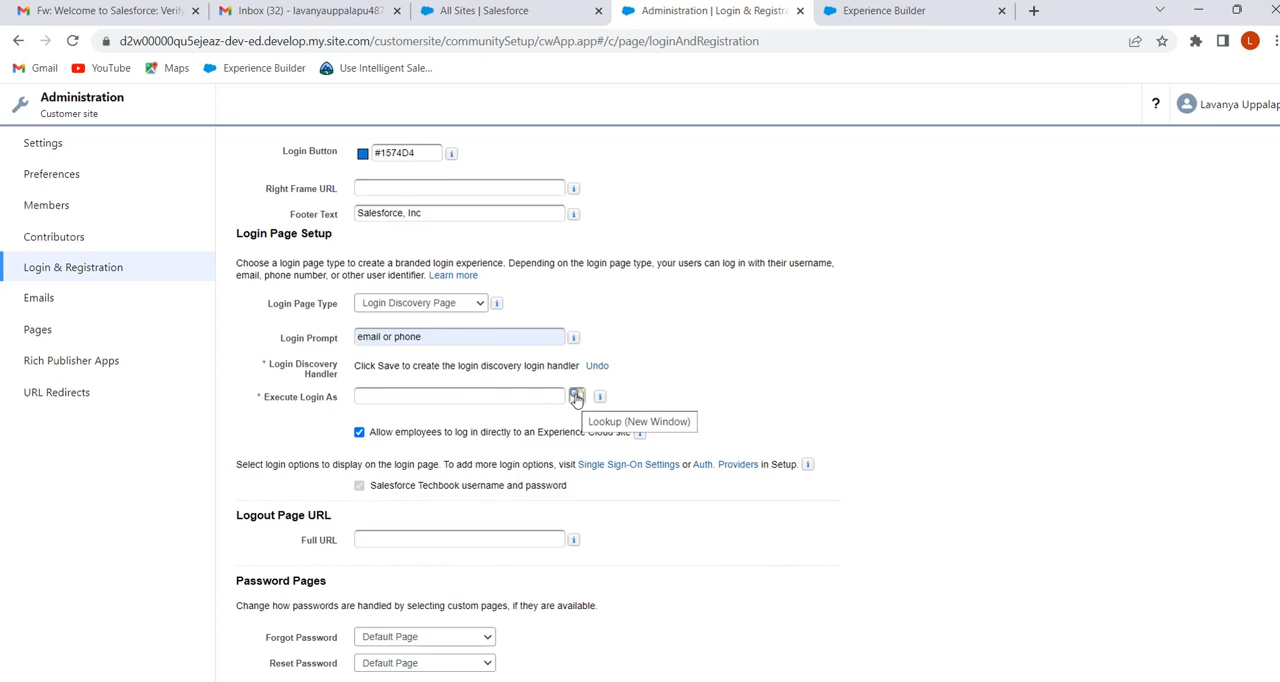 Fw: Welcome to Salesforce: Verify
Inbox (32) - lavanyauppalapu487
All Sites | Salesforce
Administration | Login & Registra
Experience Builder
d2w00000qu5ejeaz-dev-ed.develop.my.site.com/customersite/communitySetup/cwApp.app#/c/page/loginAndRegistration
L
Gmail
YouTube
Maps
Experience Builder
Use Intelligent Sale...
Administration
Customer site
?
Lavanya Uppalap
Settings
Preferences
Members
Contributors
Login & Registration
Emails
Pages
Rich Publisher Apps
URL Redirects
Login Button #1574D4
Right Frame URL
Footer Text Salesforce, Inc
Login Page Setup
Choose a login page type to create a branded login experience. Depending on the login page type, your users can log in with their username,
email, phone number, or other user identifier. Learn more
Login Page Type Login Discovery Page
Login Prompt email or phone
* Login Discovery
Handler
Click Save to create the login discovery login handler Undo
* Execute Login As
Lookup (New Window)
Allow employees to log in directly to an Experience Cloud site
Select login options to display on the login page. To add more login options, visit Single Sign-On Settings or Auth. Providers in Setup.
Salesforce Techbook username and password
Logout Page URL
Full URL
Password Pages
Change how passwords are handled by selecting custom pages, if they are available.
Forgot Password Default Page
Reset Password Default Page